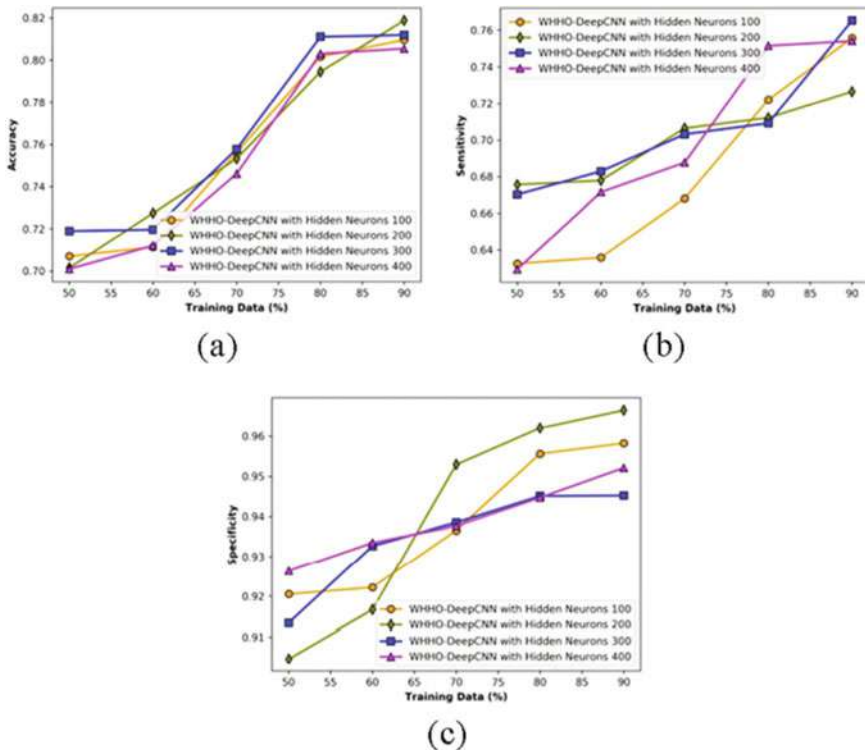 0.82
0.80
0.78
0.76
0.74
0.72
0.70
Accuracy
WHHO-DeepCNN with Hidden Neurons 100
WHHO-DeepCNN with Hidden Neurons 200
WHHO-DeepCNN with Hidden Neurons 300
WHHO-DeepCNN with Hidden Neurons 400
50 55 60 65 70 75 80 85 90
Training Data (%)
(a)
0.76
0.74
0.72
0.70
0.68
0.66
0.64
Sensitivity
WHHO-DeepCNN with Hidden Neurons 100
WHHO-DeepCNN with Hidden Neurons 200
WHHO-DeepCNN with Hidden Neurons 300
WHHO-DeepCNN with Hidden Neurons 400
50 55 60 65 70 75 80 85 90
Training Data (%)
(b)
0.96
0.95
0.94
0.93
0.92
0.91
Specificity
WHHO-DeepCNN with Hidden Neurons 100
WHHO-DeepCNN with Hidden Neurons 200
WHHO-DeepCNN with Hidden Neurons 300
WHHO-DeepCNN with Hidden Neurons 400
50 55 60 65 70 75 80 85 90
Training Data (%)
(c)